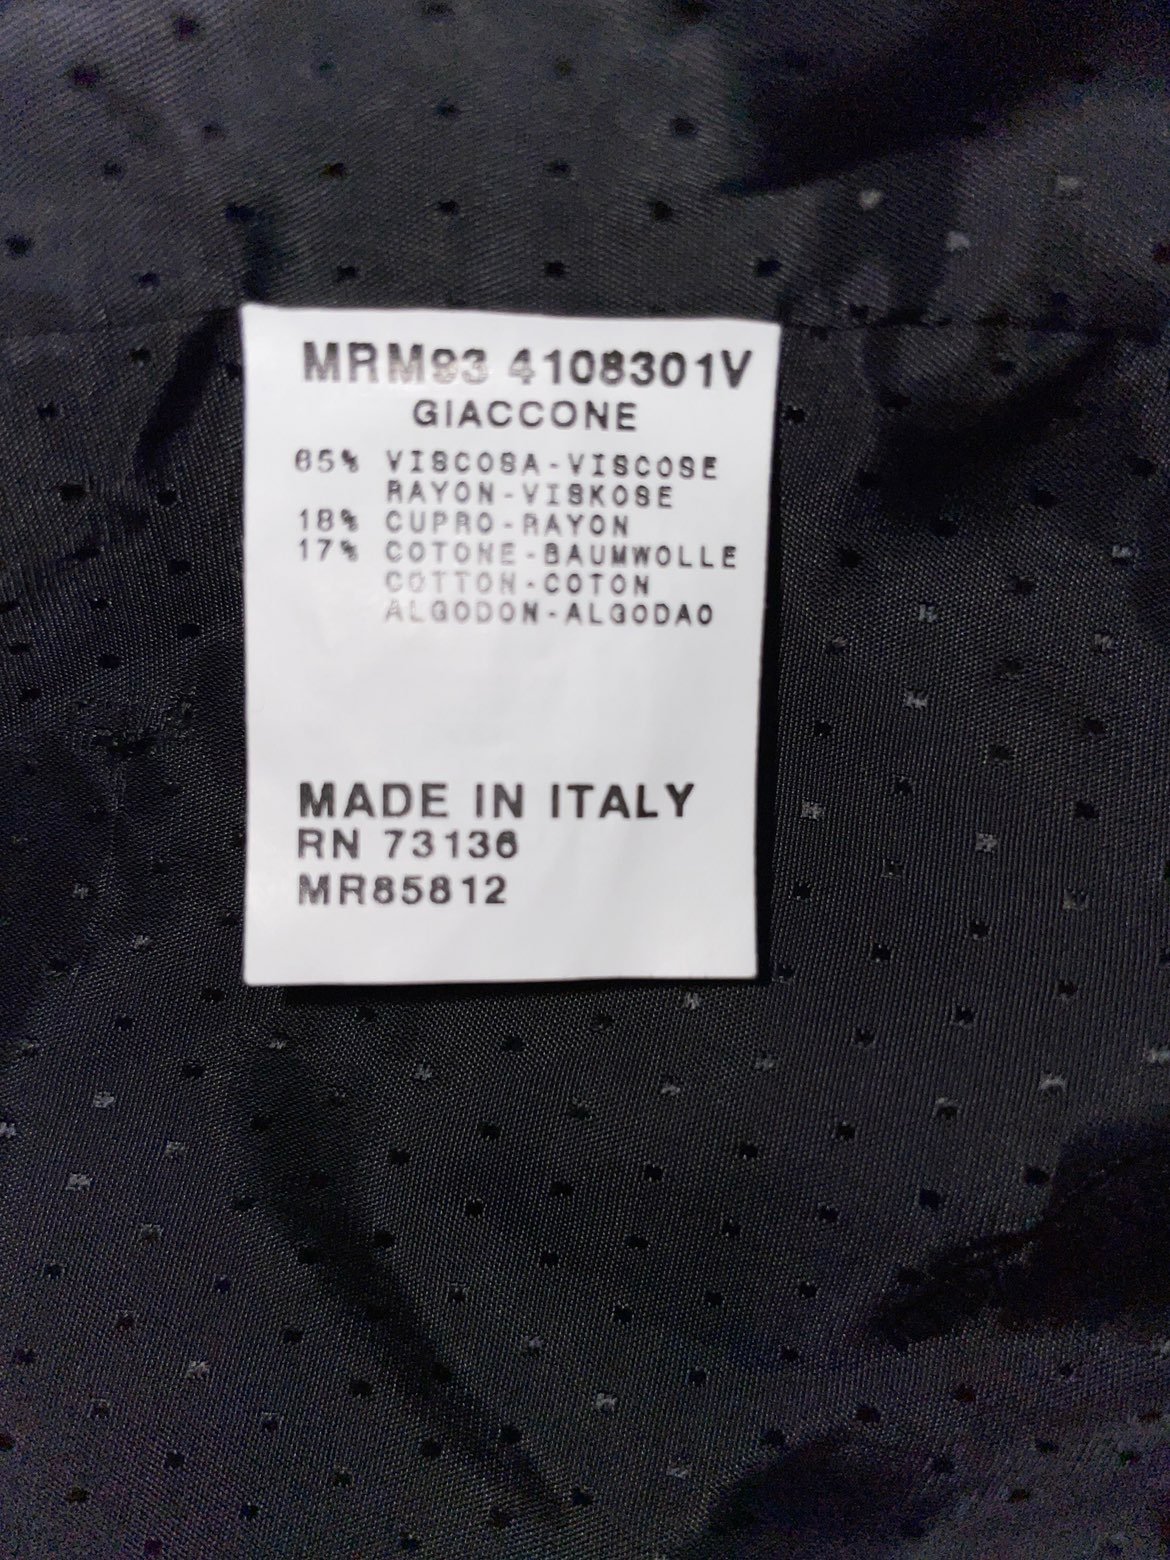 MRM93 4108301V
GIACCONE
65% VISCOSA-VISCOSE
RAYON-VISKOSE
18% CUPRO-RAYON
17% COTONE-BAUMWOLLE
COTTON-COTON
ALGODON-ALGODAO
MADE IN ITALY
RN 73136
MR85812